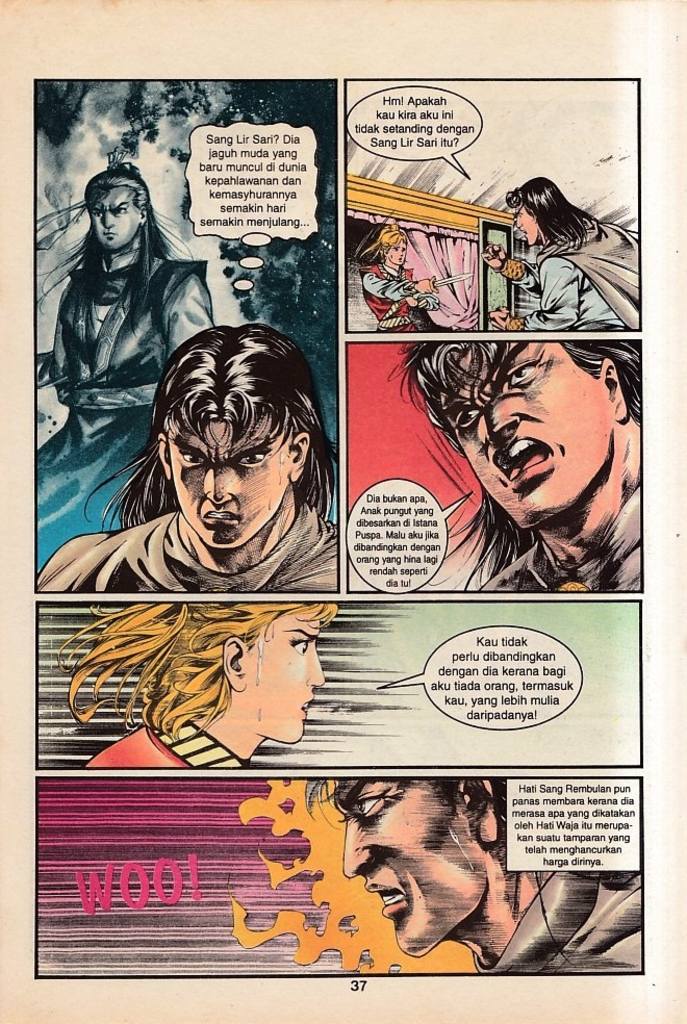 Sang Lir Sari? Dia
jaguh muda yang
baru muncul di dunia
kepahlawanan dan
kemasyhurannya
semakin hari
semakin menjulang...
Hm! Apakah
kau kira aku ini
tidak setanding dengan
Sang Lir Sari itu?
Dia bukan apa,
Anak pungut yang
dibesarkan di Istana
Puspa. Malu aku jika
dibandingkan dengan
orang yang hina lagi
rendah seperti
dia tu!
Kau tidak
perlu dibandingkan
dengan dia kerana bagi
aku tiada orang, termasuk
kau, yang lebih mulia
daripadanya!
Hati Sang Rembulan pun
panas membara kerana dia
merasa apa yang dikatakan
oleh Hati Waja itu merupa-
kan suatu tamparan yang
telah menghancurkan
harga dirinya.
WOO!
37